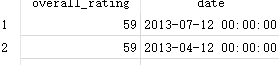 overall_rating date
1 59 2013-07-12 00:00:00
2 59 2013-04-12 00:00:00